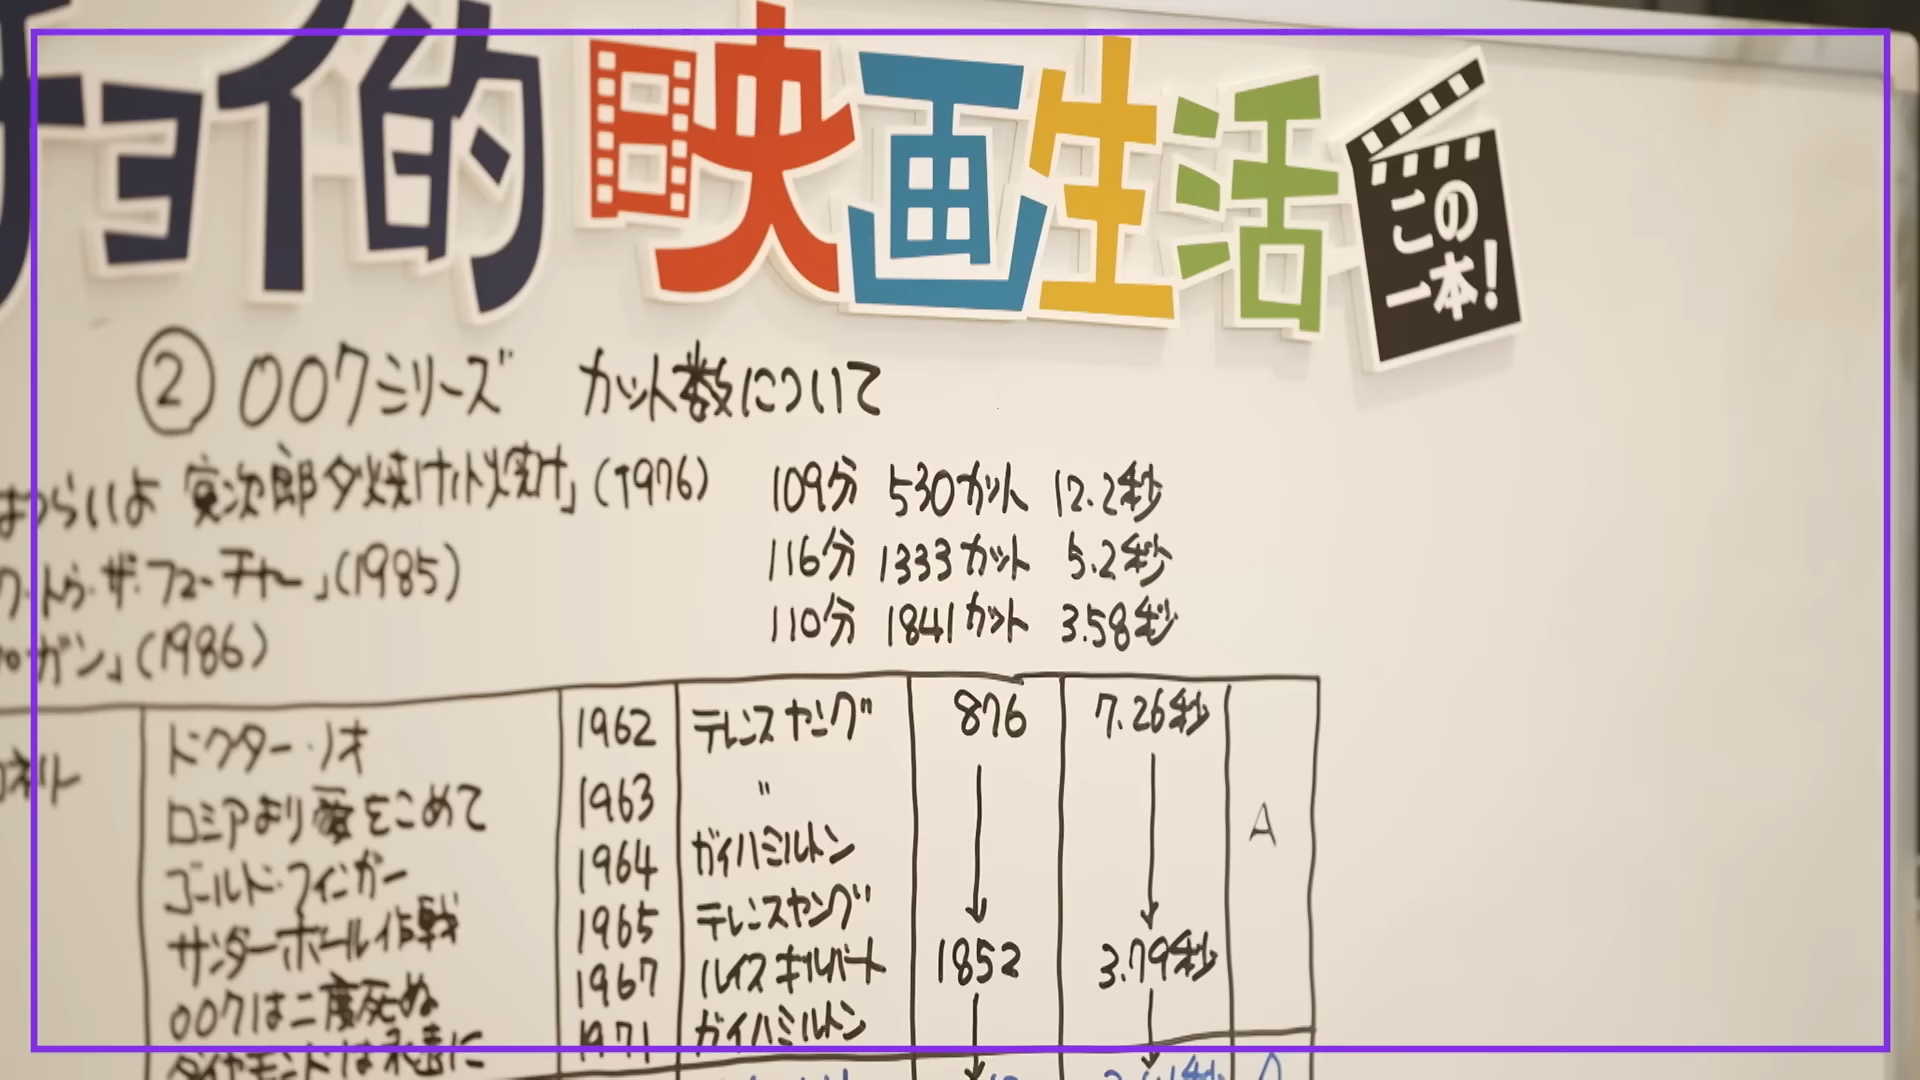 チョイ的 映画生活 この一本!
② 007シリーズ カット数について
はつらいよ 寅次郎夕焼け小焼け」(1976) 109分 530カット 12.2秒
ク・トゥ・ザ・フューチャー」(1985) 116分 1333カット 5.2秒
プ・ガン」(1986) 110分 1841カット 3.58秒
ドクター・ノオ 1962 テレンス ヤング 876 7.26秒
ロシアより愛をこめて 1963 〃
ゴールド・フィンガー 1964 ガイハミルトン
サンダーボール作戦 1965 テレンスヤング
007は二度死ぬ 1967 ルイス ギルバート 1852 3.79秒
ダイヤモンドは永遠に 1971 ガイハミルトン
A